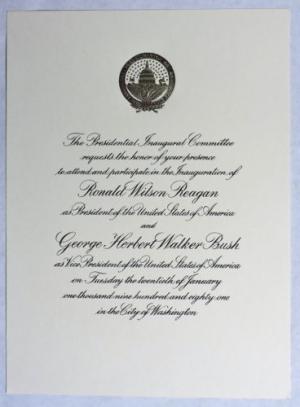 The Presidential Inaugural Committee
requests the honor of your presence
to attend and participate in the Inauguration of
Ronald Wilson Reagan
as President of the United States of America
and
George Herbert Walker Bush
as Vice President of the United States of America
on Tuesday the twentieth of January
one thousand nine hundred and eighty one
in the City of Washington